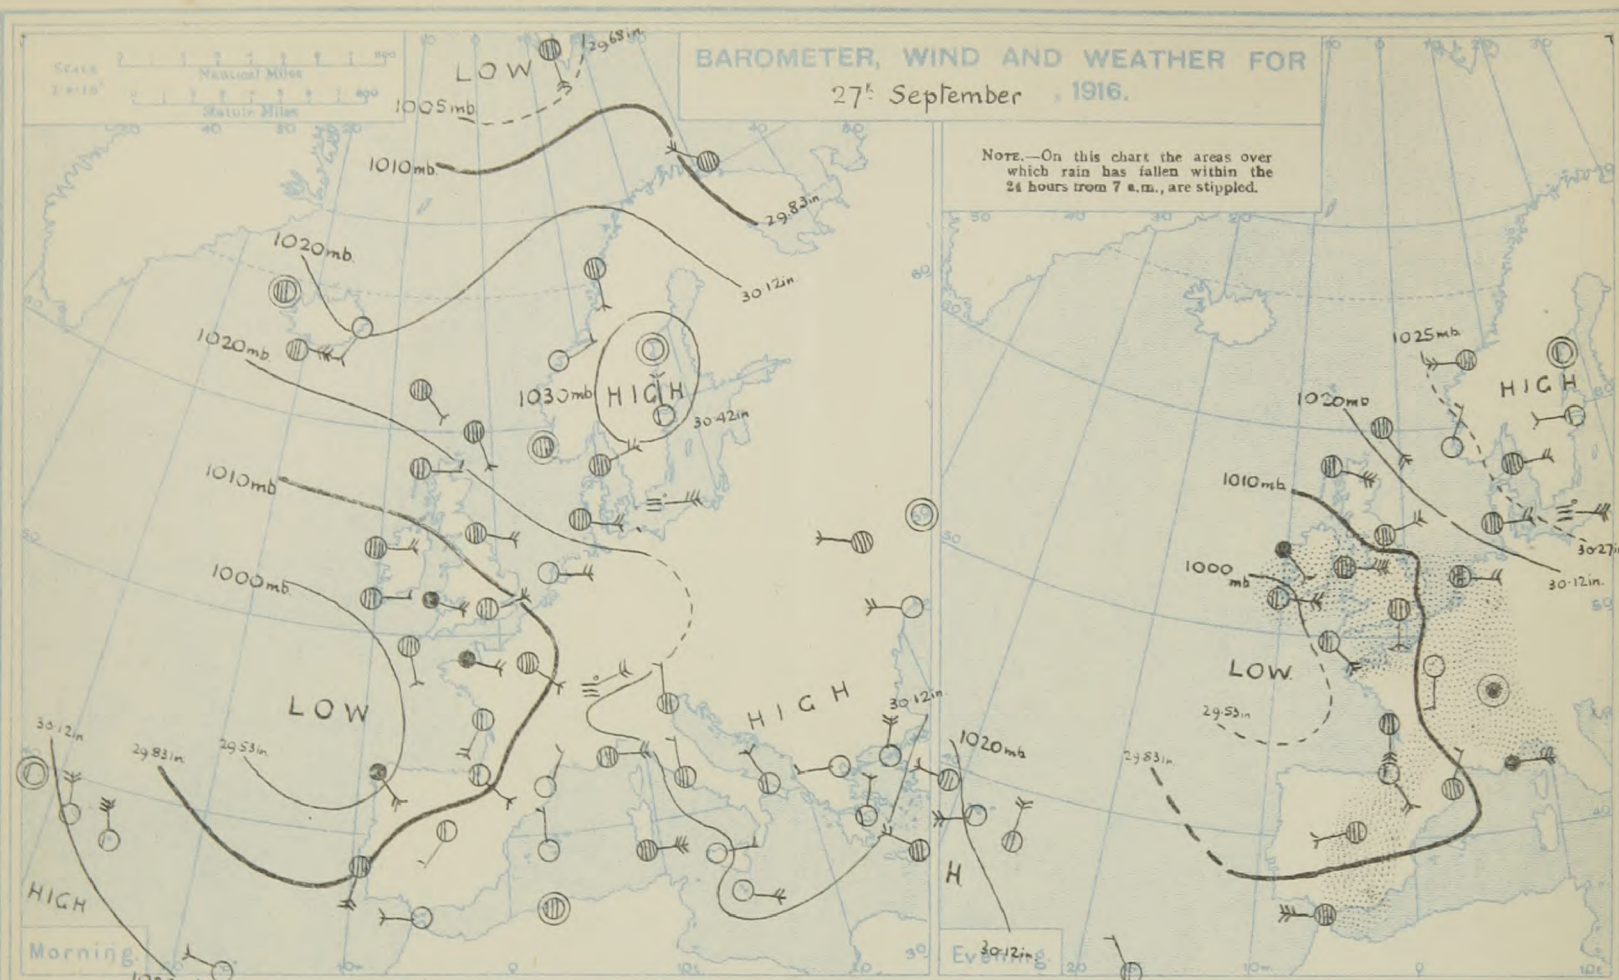 BAROMETER, WIND AND WEATHER FOR
27th September , 1916.
NOTE.—On this chart the areas over
which rain has fallen within the
24 hours from 7 a.m., are stippled.
SCALE
Nautical Miles
Statute Miles
29.68in
LOW
1005mb
1010mb.
29.83in.
1020mb.
30.12in.
1020mb.
1030mb
HIGH
30.42in
1010mb
1000mb.
LOW
HIGH
30.12in
30.12in
29.83in.
29.53in
HIGH
Morning.
1025mb.
HIGH
1020mb
1010mb.
30.27in
1000
mb
30.12in.
LOW.
29.53in
29.83in
1020mb
H
30.12in.
Evening.